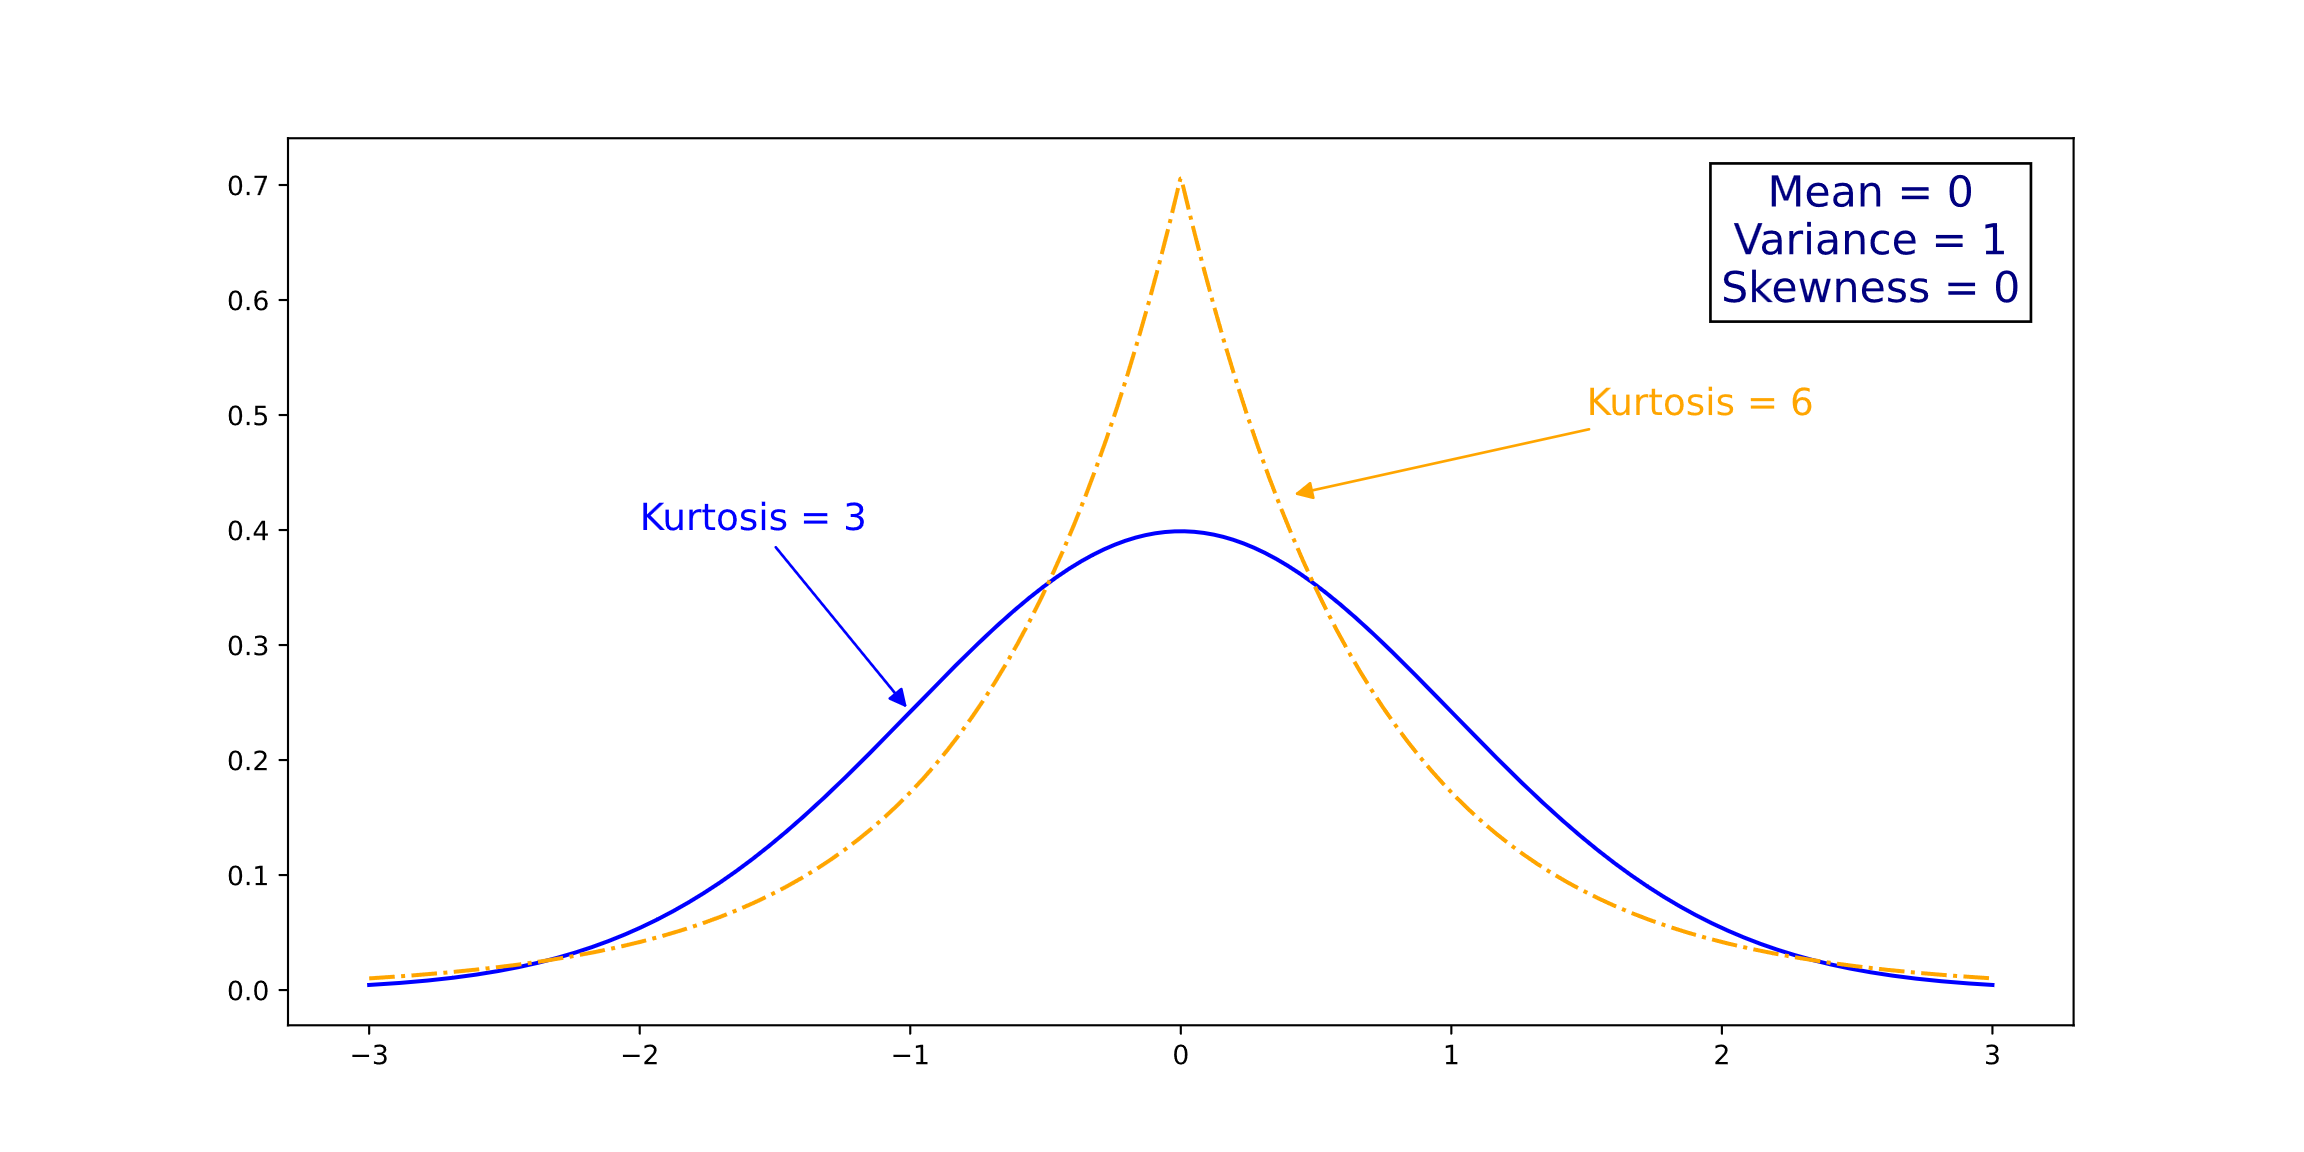 Mean = 0
Variance = 1
Skewness = 0
Kurtosis = 6
Kurtosis = 3
0.7
0.6
0.5
0.4
0.3
0.2
0.1
0.0
−3 −2 −1 0 1 2 3